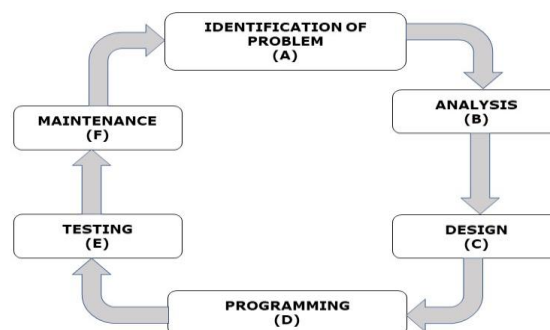 IDENTIFICATION OF
PROBLEM
(A)
ANALYSIS
(B)
DESIGN
(C)
PROGRAMMING
(D)
TESTING
(E)
MAINTENANCE
(F)